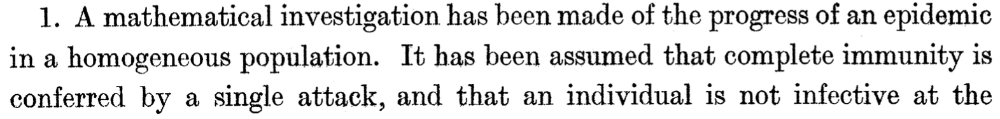 1. A mathematical investigation has been made of the progress of an epidemic
in a homogeneous population. It has been assumed that complete immunity is
conferred by a single attack, and that an individual is not infective at the